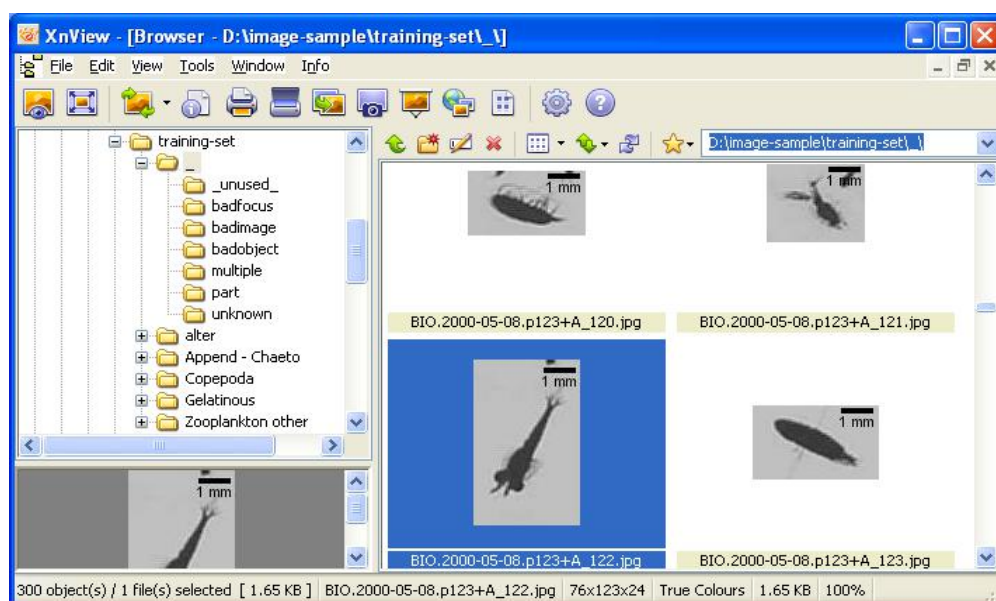 XnView - [Browser - D:\image-sample\training-set\_\]
File Edit View Tools Window Info
D:\image-sample\training-set\_\
training-set
_
_unused_
badfocus
badimage
badobject
multiple
part
unknown
alter
Append - Chaeto
Copepoda
Gelatinous
Zooplankton other
1 mm
1 mm
1 mm
BIO.2000-05-08.p123+A_120.jpg
BIO.2000-05-08.p123+A_121.jpg
1 mm
1 mm
BIO.2000-05-08.p123+A_122.jpg
BIO.2000-05-08.p123+A_123.jpg
300 object(s) / 1 file(s) selected [ 1.65 KB ] BIO.2000-05-08.p123+A_122.jpg 76x123x24 True Colours 1.65 KB 100%